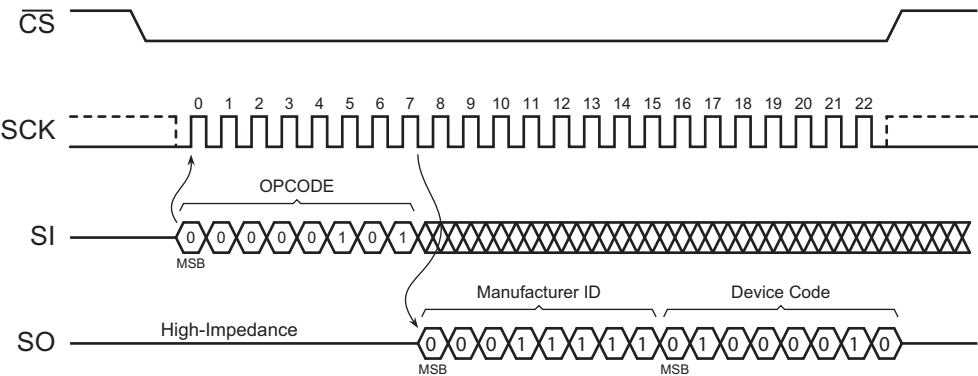 CS
0 1 2 3 4 5 6 7 8 9 10 11 12 13 14 15 16 17 18 19 20 21 22
SCK
OPCODE
SI 0 0 0 0 0 1 0 1
MSB
Manufacturer ID Device Code
High-Impedance
SO 0 0 0 1 1 1 1 1 0 1 0 0 0 0 1 0
MSB MSB